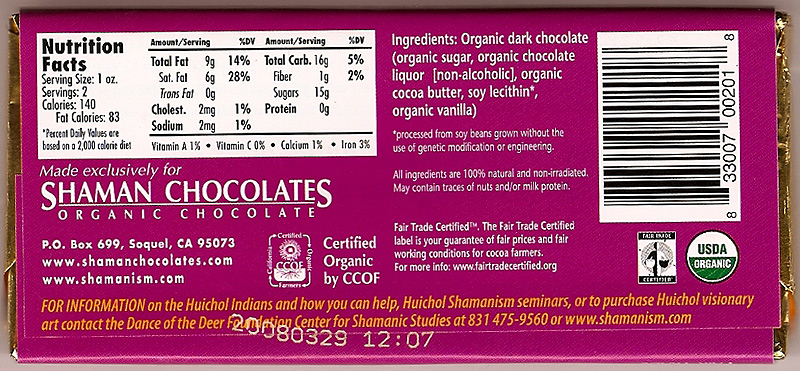 Nutrition
Facts
Serving Size: 1 oz.
Servings: 2
Calories: 140
Fat Calories: 83
*Percent Daily Values are
based on a 2,000 calorie diet
Amount/Serving %DV Amount/Serving %DV
Total Fat 9g 14% Total Carb. 16g 5%
Sat. Fat 6g 28% Fiber 1g 2%
Trans Fat 0g Sugars 15g
Cholest. 2mg 1% Protein 0g
Sodium 2mg 1%
Vitamin A 1% • Vitamin C 0% • Calcium 1% • Iron 3%
Ingredients: Organic dark chocolate
(organic sugar, organic chocolate
liquor [non-alcoholic], organic
cocoa butter, soy lecithin*,
organic vanilla)
*processed from soy beans grown without the
use of genetic modification or engineering.
All ingredients are 100% natural and non-irradiated.
May contain traces of nuts and/or milk protein.
8 33007 00201 8
Made exclusively for
SHAMAN CHOCOLATES
ORGANIC CHOCOLATE
P.O. Box 699, Soquel, CA 95073
www.shamanchocolates.com
www.shamanism.com
Certified
California
CCOF
Organic
Farmers
Certified
Organic
by CCOF
Fair Trade Certified™. The Fair Trade Certified
label is your guarantee of fair prices and fair
working conditions for cocoa farmers.
For more info: www.fairtradecertified.org
FAIR TRADE
CERTIFIED
USDA
ORGANIC
FOR INFORMATION on the Huichol Indians and how you can help, Huichol Shamanism seminars, or to purchase Huichol visionary
art contact the Dance of the Deer Foundation Center for Shamanic Studies at 831 475-9560 or www.shamanism.com
20080329 12:07